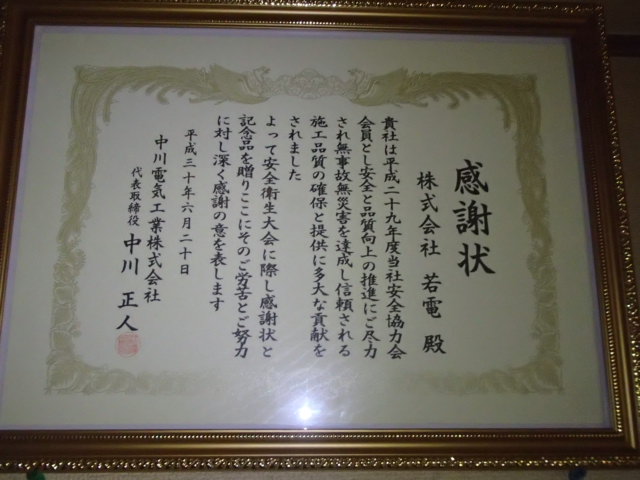 感謝状
株式会社 若電 殿
貴社は平成二十九年度当社安全協力会
会員とし安全と品質向上の推進にご尽力
され無事故無災害を達成し信頼される
施工品質の確保と提供に多大な貢献を
されました
よって安全衛生大会に際し感謝状と
記念品を贈りここにそのご労苦とご努力
に対し深く感謝の意を表します
平成三十年六月二十日
中川電気工業株式会社
代表取締役 中川 正人